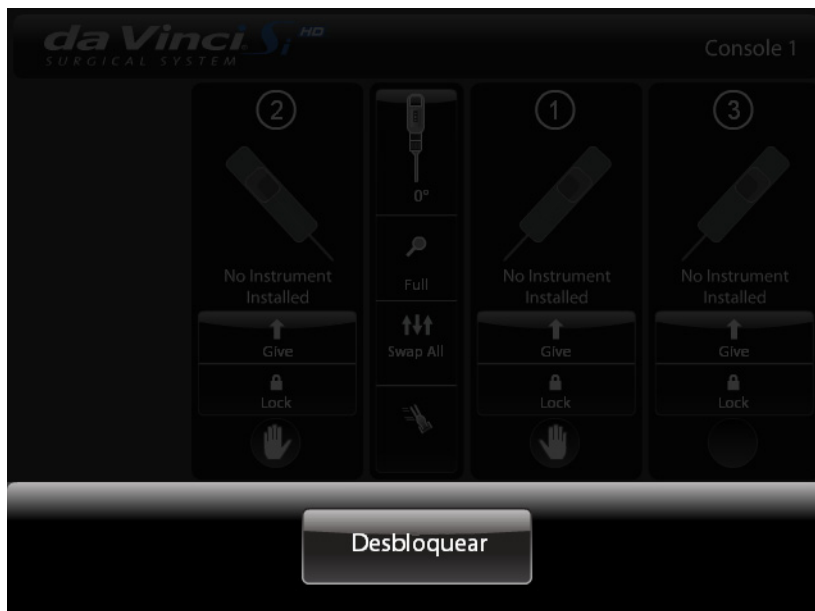 da Vinci. Si HD
SURGICAL SYSTEM
Console 1
2
1
3
0°
No Instrument
Installed
Full
No Instrument
Installed
No Instrument
Installed
Give
Swap All
Give
Give
Lock
Lock
Lock
Desbloquear